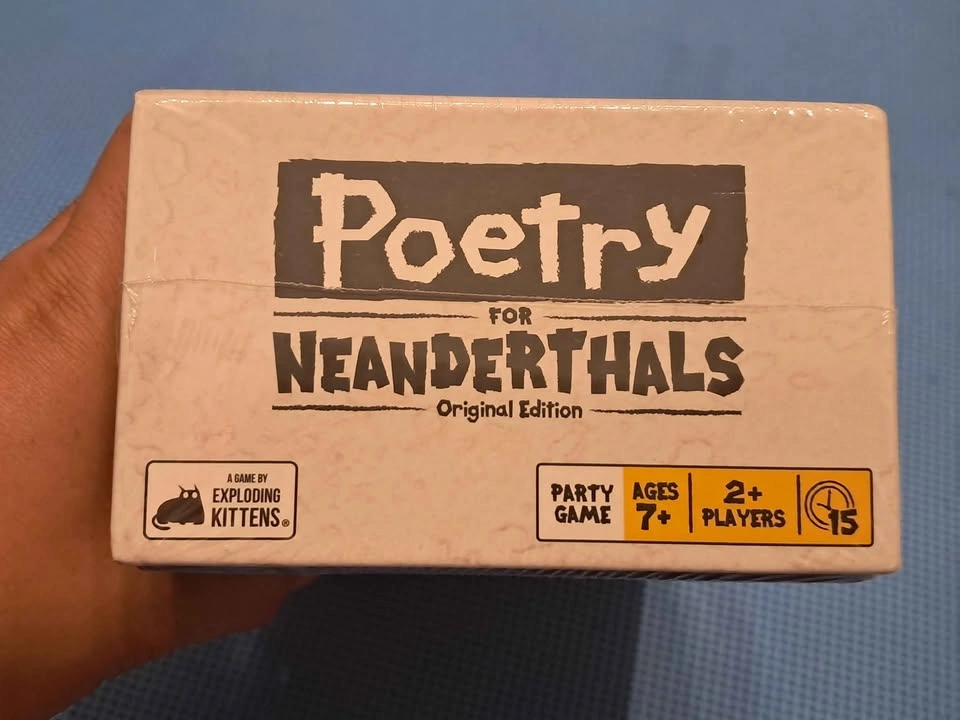 Poetry
FOR
NEANDERTHALS
Original Edition
A GAME BY
EXPLODING
KITTENS®
PARTY
GAME
AGES
7+
2+
PLAYERS
15